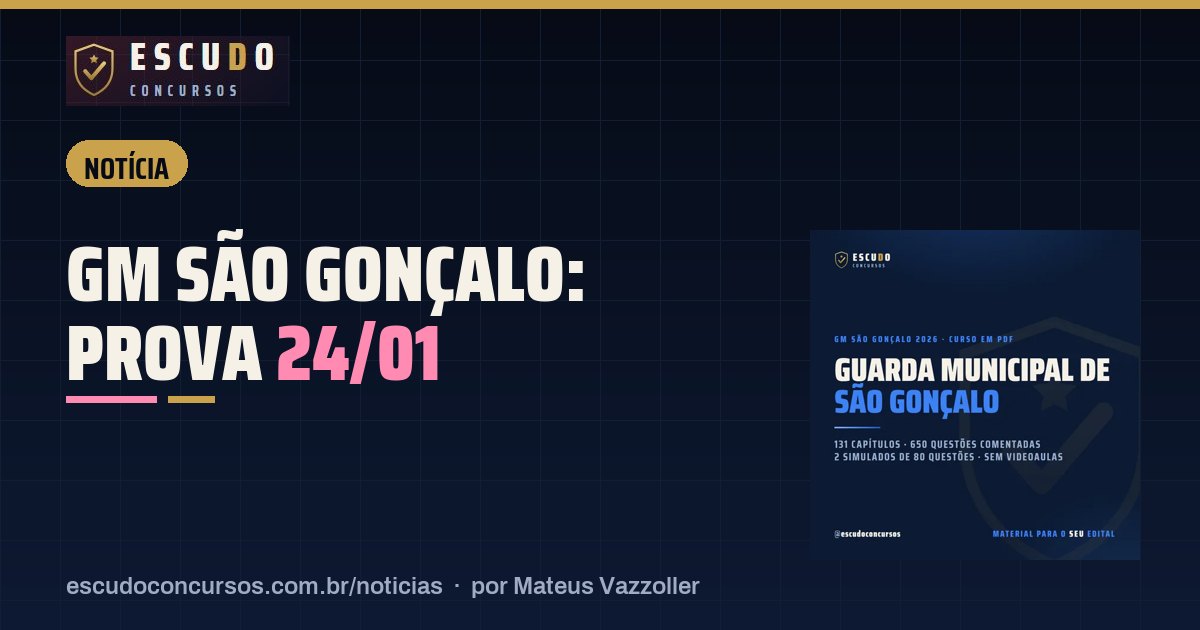 ESCUDO
CONCURSOS
NOTÍCIA
GM SÃO GONÇALO:
PROVA 24/01
ESCUDO
CONCURSOS
GM SÃO GONÇALO 2026 · CURSO EM PDF
GUARDA MUNICIPAL DE
SÃO GONÇALO
131 CAPÍTULOS · 650 QUESTÕES COMENTADAS
2 SIMULADOS DE 80 QUESTÕES · SEM VIDEOAULAS
@escudoconcursos
MATERIAL PARA O SEU EDITAL
escudoconcursos.com.br/noticias · por Mateus Vazzoller